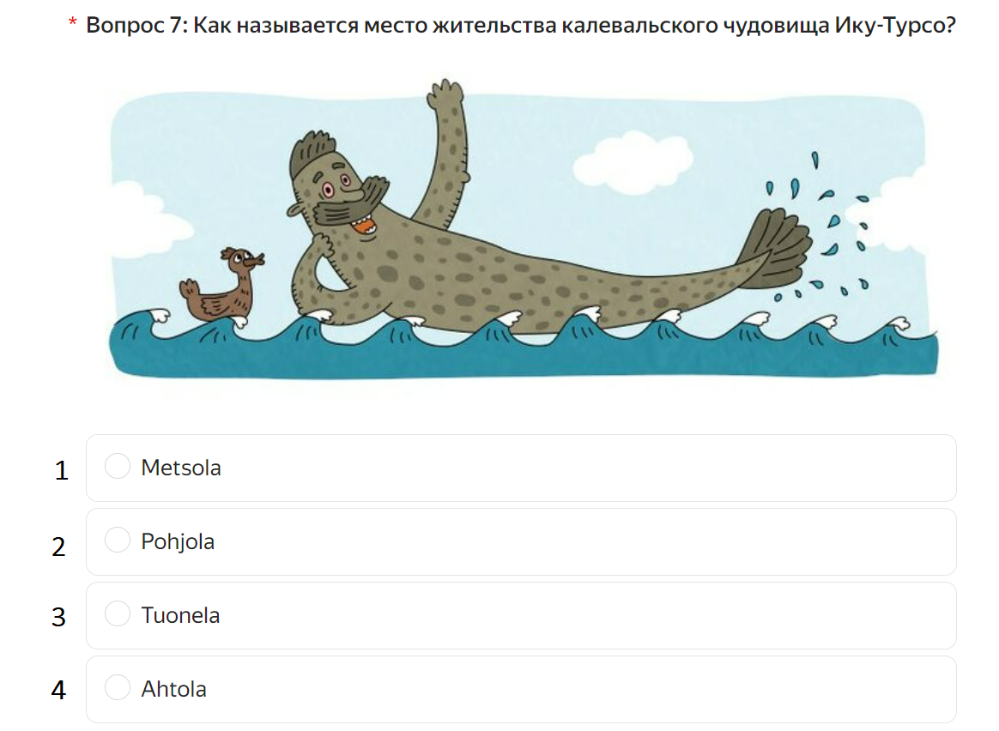 * Вопрос 7: Как называется место жительства калевальского чудовища Ику-Турсо?
1 Metsola
2 Pohjola
3 Tuonela
4 Ahtola